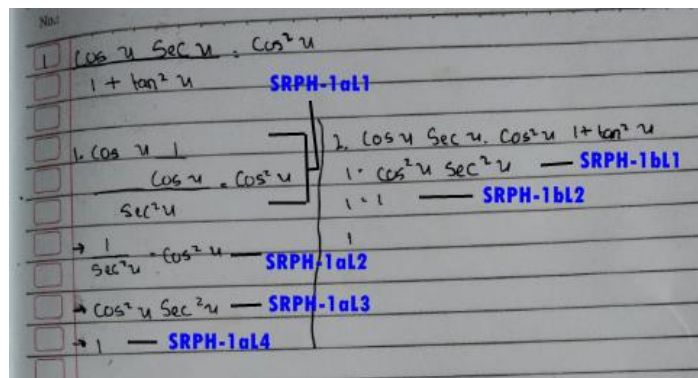 No.:
1 cos u sec u = cos² u
1 + tan² u
SRPH-1aL1
1. cos u 1
cos u = cos² u
sec² u
→ 1
sec² u = cos² u SRPH-1aL2
→ cos² u sec² u SRPH-1aL3
→ 1 SRPH-1aL4
2. cos u sec u = cos² u 1 + tan² u
1 = cos² u sec² u SRPH-1bL1
1 = 1 SRPH-1bL2
1